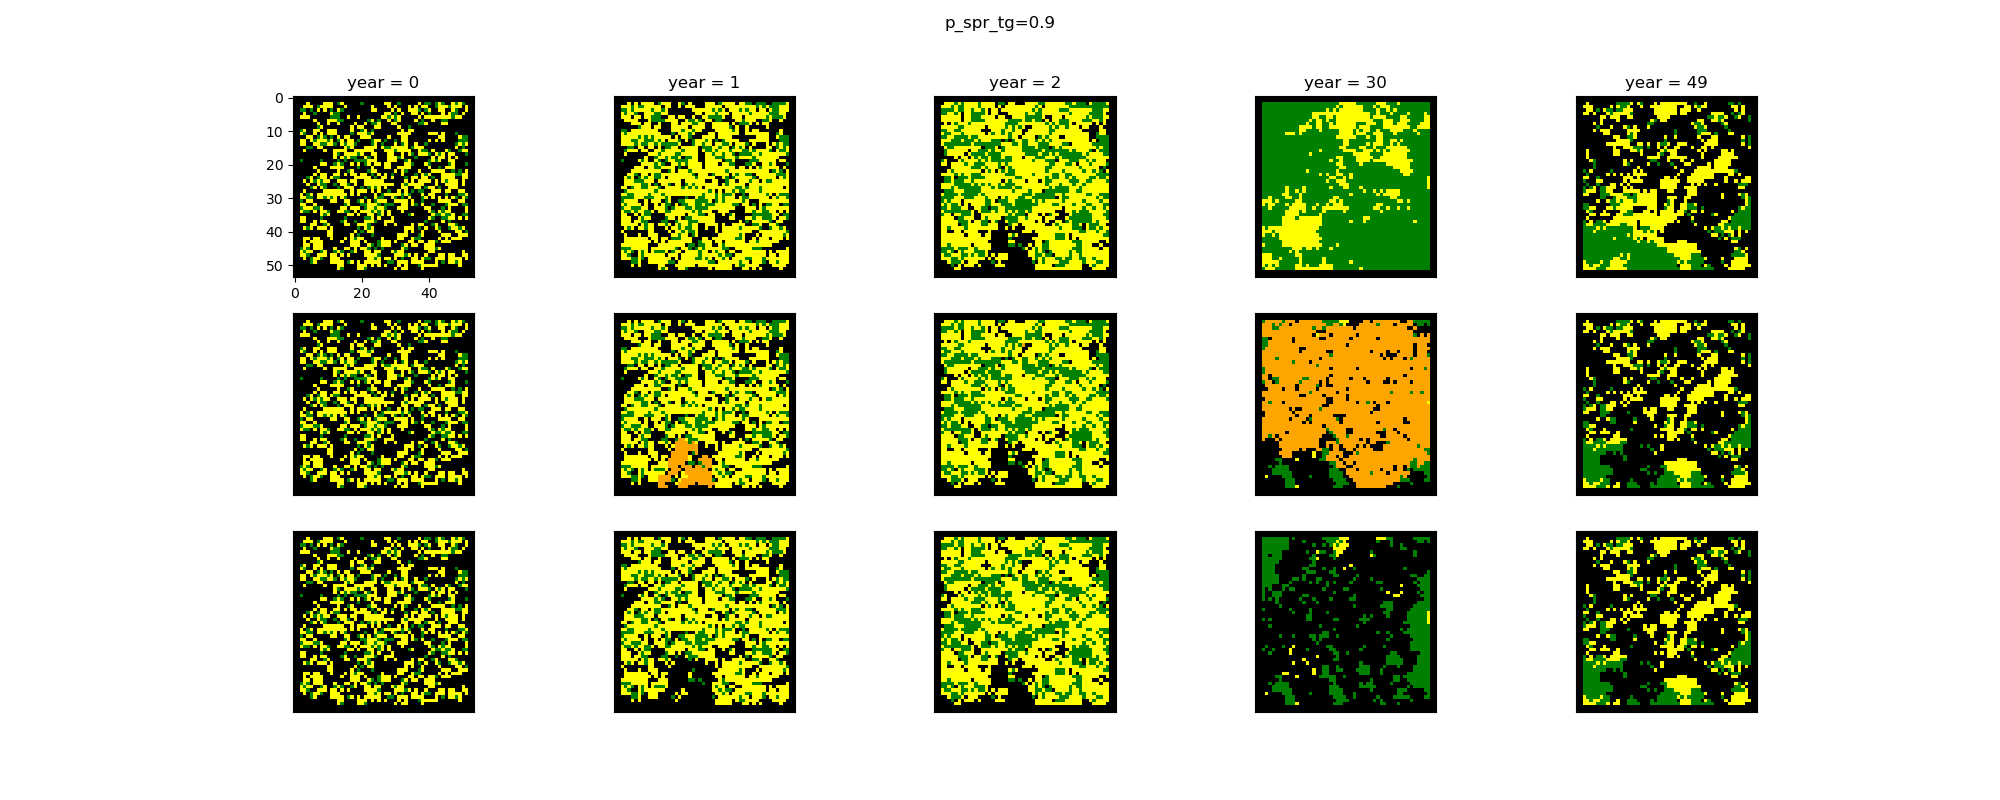 p_spr_tg=0.9
year = 0
year = 1
year = 2
year = 30
year = 49
0
10
20
30
40
50
0
20
40